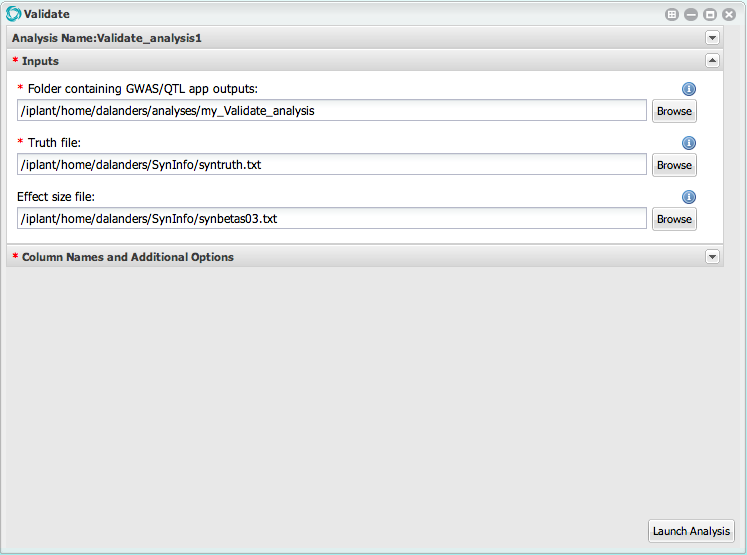 Validate
Analysis Name:Validate_analysis1
* Inputs
* Folder containing GWAS/QTL app outputs:
/iplant/home/dalanders/analyses/my_Validate_analysis
Browse
* Truth file:
/iplant/home/dalanders/SynInfo/syntruth.txt
Browse
Effect size file:
/iplant/home/dalanders/SynInfo/synbetas03.txt
Browse
* Column Names and Additional Options
Launch Analysis